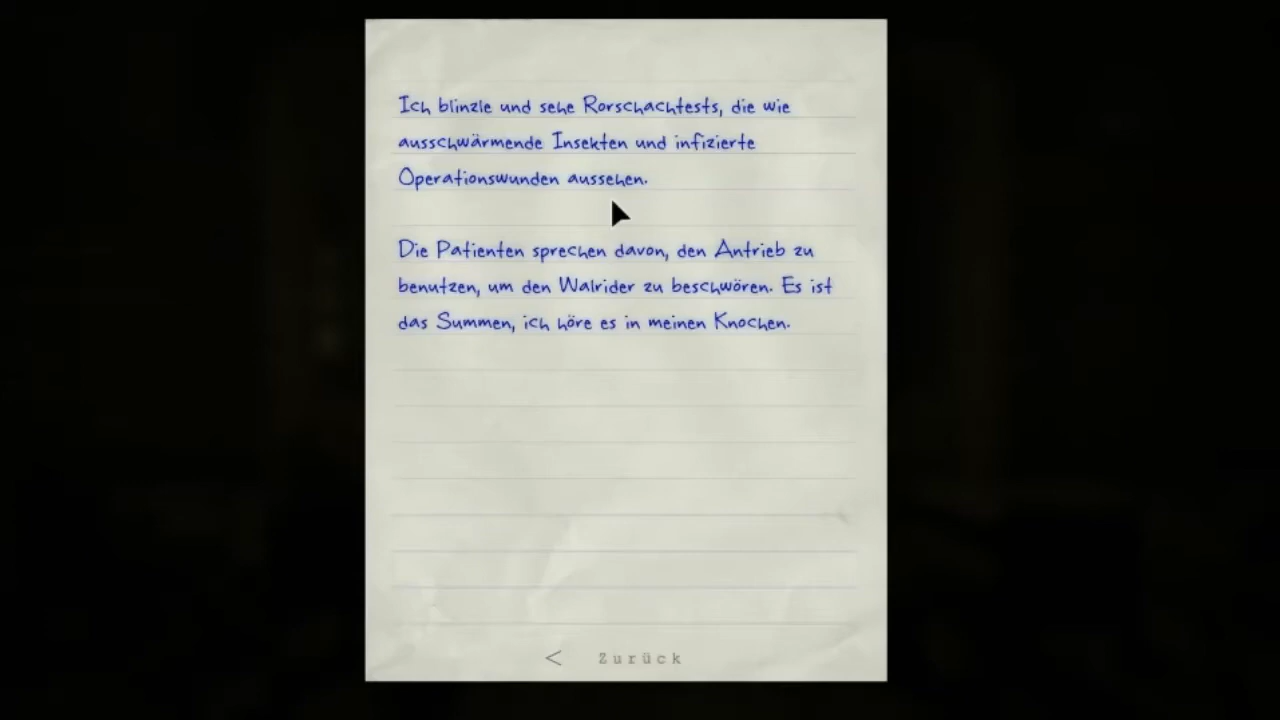 Ich blinzle und sehe Rorschachtests, die wie
ausschwärmende Insekten und infizierte
Operationswunden aussehen.
Die Patienten sprechen davon, den Antrieb zu
benutzen, um den Walrider zu beschwören. Es ist
das Summen, ich höre es in meinen Knochen.
< Zurück